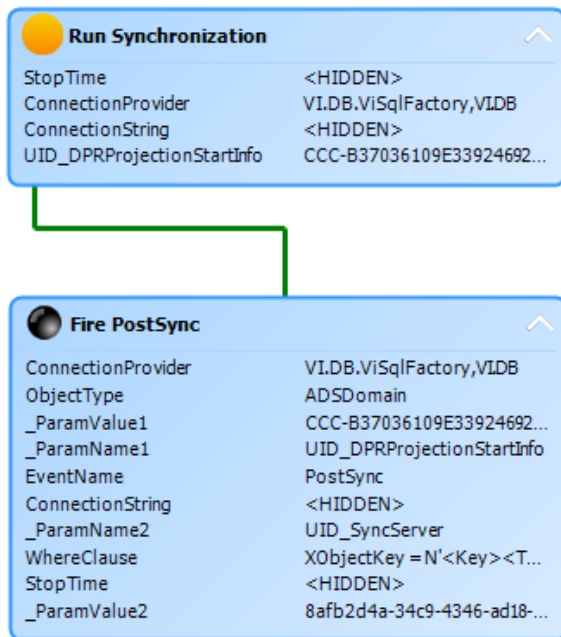 Run Synchronization
StopTime <HIDDEN>
ConnectionProvider VI.DB.ViSqlFactory,VI.DB
ConnectionString <HIDDEN>
UID_DPRProjectionStartInfo CCC-B37036109E33924692...
Fire PostSync
ConnectionProvider VI.DB.ViSqlFactory,VI.DB
ObjectType ADSDomain
_ParamValue1 CCC-B37036109E33924692...
_ParamName1 UID_DPRProjectionStartInfo
EventName PostSync
ConnectionString <HIDDEN>
_ParamName2 UID_SyncServer
WhereClause XObjectKey = N'<Key><T...
StopTime <HIDDEN>
_ParamValue2 8afb2d4a-34c9-4346-ad18-...